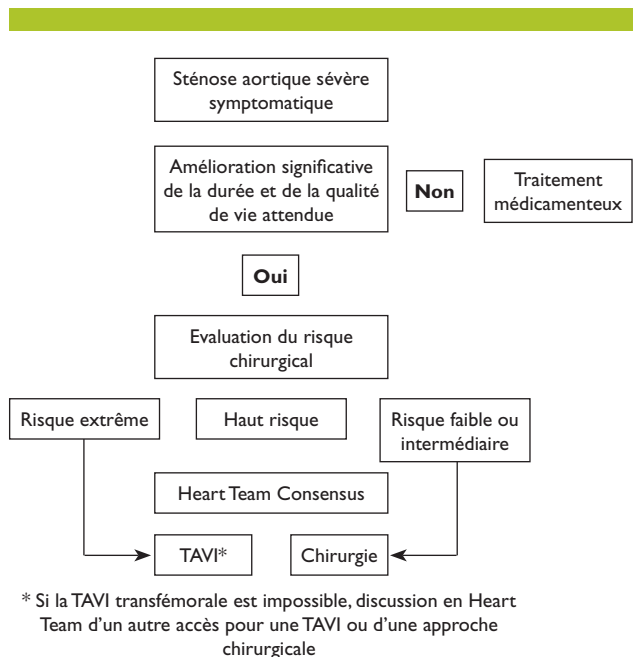 Sténose aortique sévère
symptomatique
Amélioration significative
de la durée et de la qualité
de vie attendue
Non
Traitement
médicamenteux
Oui
Evaluation du risque
chirurgical
Risque extrême
Haut risque
Risque faible ou
intermédiaire
Heart Team Consensus
TAVI*
Chirurgie
* Si la TAVI transfémorale est impossible, discussion en Heart
Team d'un autre accès pour une TAVI ou d'une approche
chirurgicale